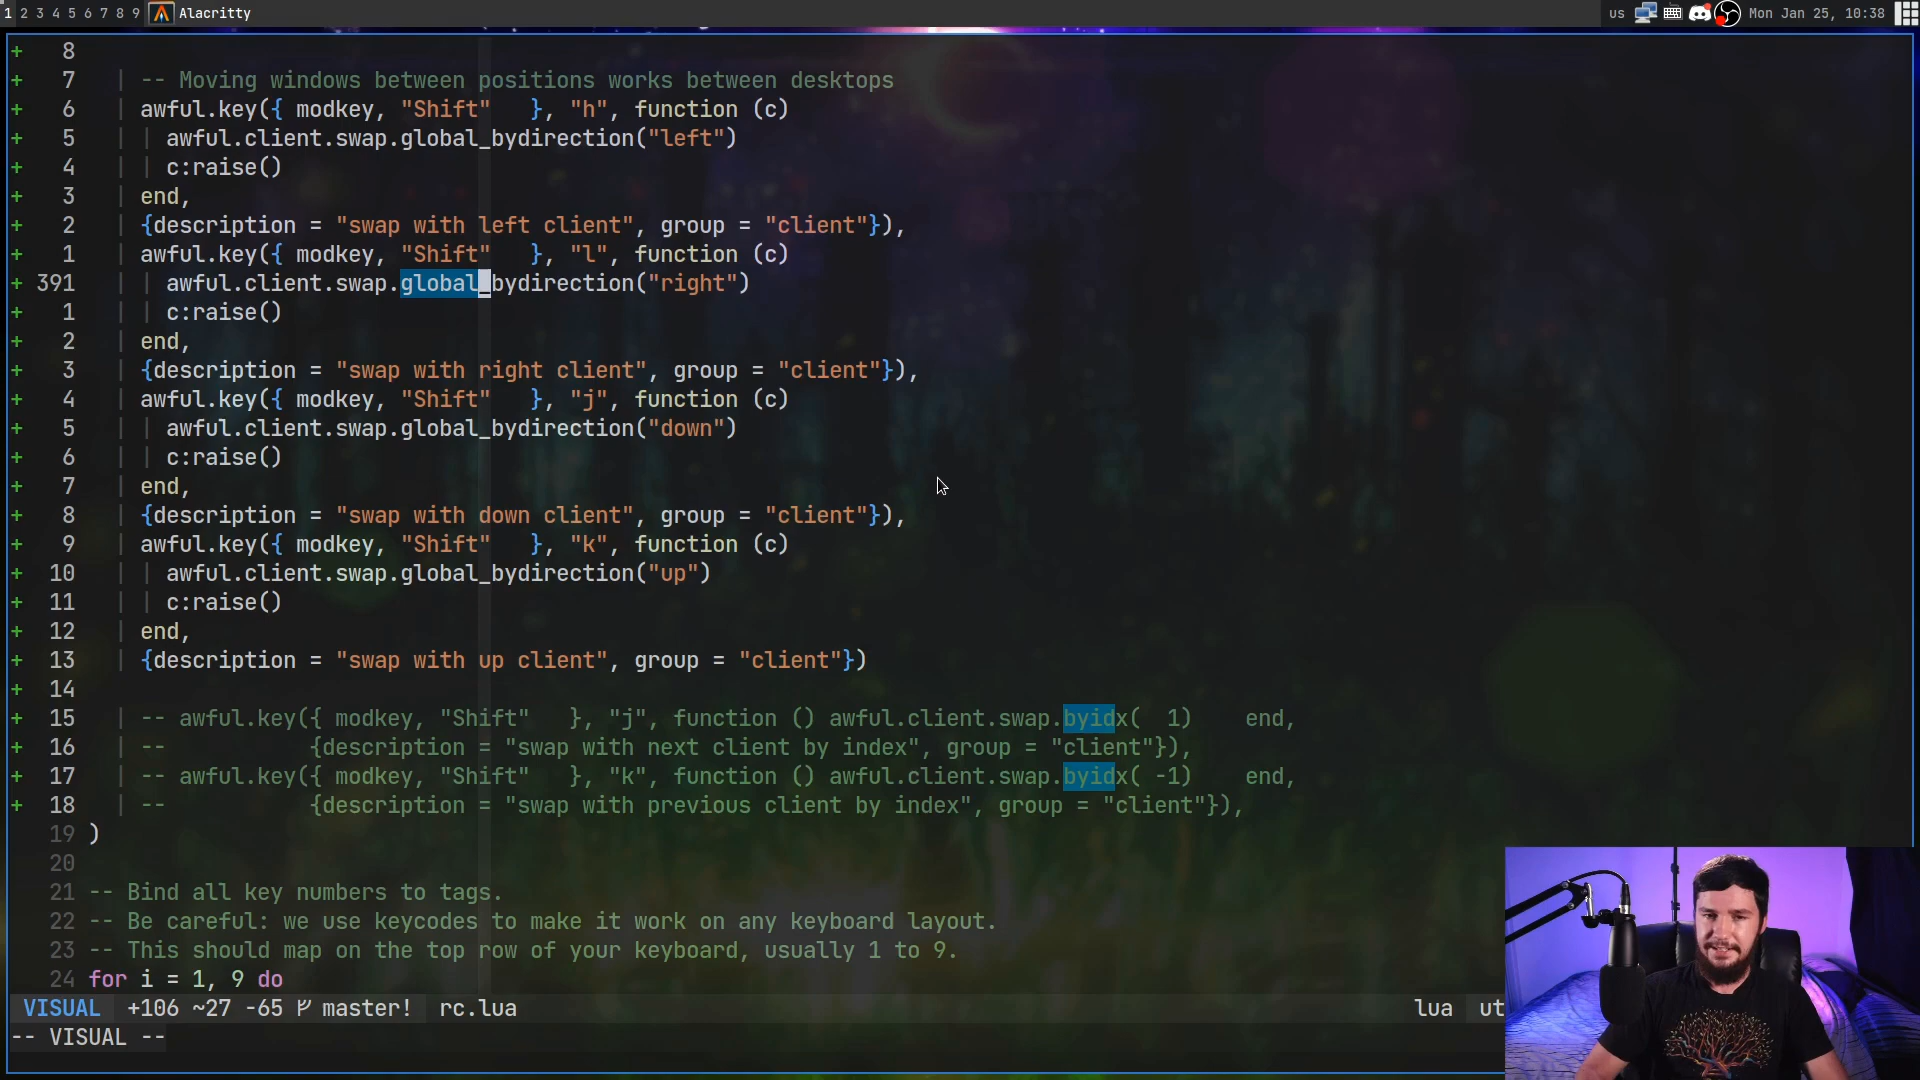 1 2 3 4 5 6 7 8 9 Alacritty us Mon Jan 25, 10:38
+ 8
+ 7 | -- Moving windows between positions works between desktops
+ 6 | awful.key({ modkey, "Shift"   }, "h", function (c)
+ 5 | | awful.client.swap.global_bydirection("left")
+ 4 | | c:raise()
+ 3 | end,
+ 2 | {description = "swap with left client", group = "client"}),
+ 1 | awful.key({ modkey, "Shift"   }, "l", function (c)
+ 391 | | awful.client.swap.global_bydirection("right")
+ 1 | | c:raise()
+ 2 | end,
+ 3 | {description = "swap with right client", group = "client"}),
+ 4 | awful.key({ modkey, "Shift"   }, "j", function (c)
+ 5 | | awful.client.swap.global_bydirection("down")
+ 6 | | c:raise()
+ 7 | end,
+ 8 | {description = "swap with down client", group = "client"}),
+ 9 | awful.key({ modkey, "Shift"   }, "k", function (c)
+ 10 | | awful.client.swap.global_bydirection("up")
+ 11 | | c:raise()
+ 12 | end,
+ 13 | {description = "swap with up client", group = "client"})
+ 14
+ 15 | -- awful.key({ modkey, "Shift"   }, "j", function () awful.client.swap.byidx(  1)    end,
+ 16 | --           {description = "swap with next client by index", group = "client"}),
+ 17 | -- awful.key({ modkey, "Shift"   }, "k", function () awful.client.swap.byidx( -1)    end,
+ 18 | --           {description = "swap with previous client by index", group = "client"}),
19 )
20
21 -- Bind all key numbers to tags.
22 -- Be careful: we use keycodes to make it work on any keyboard layout.
23 -- This should map on the top row of your keyboard, usually 1 to 9.
24 for i = 1, 9 do
VISUAL +106 ~27 -65 master! rc.lua lua ut
-- VISUAL --